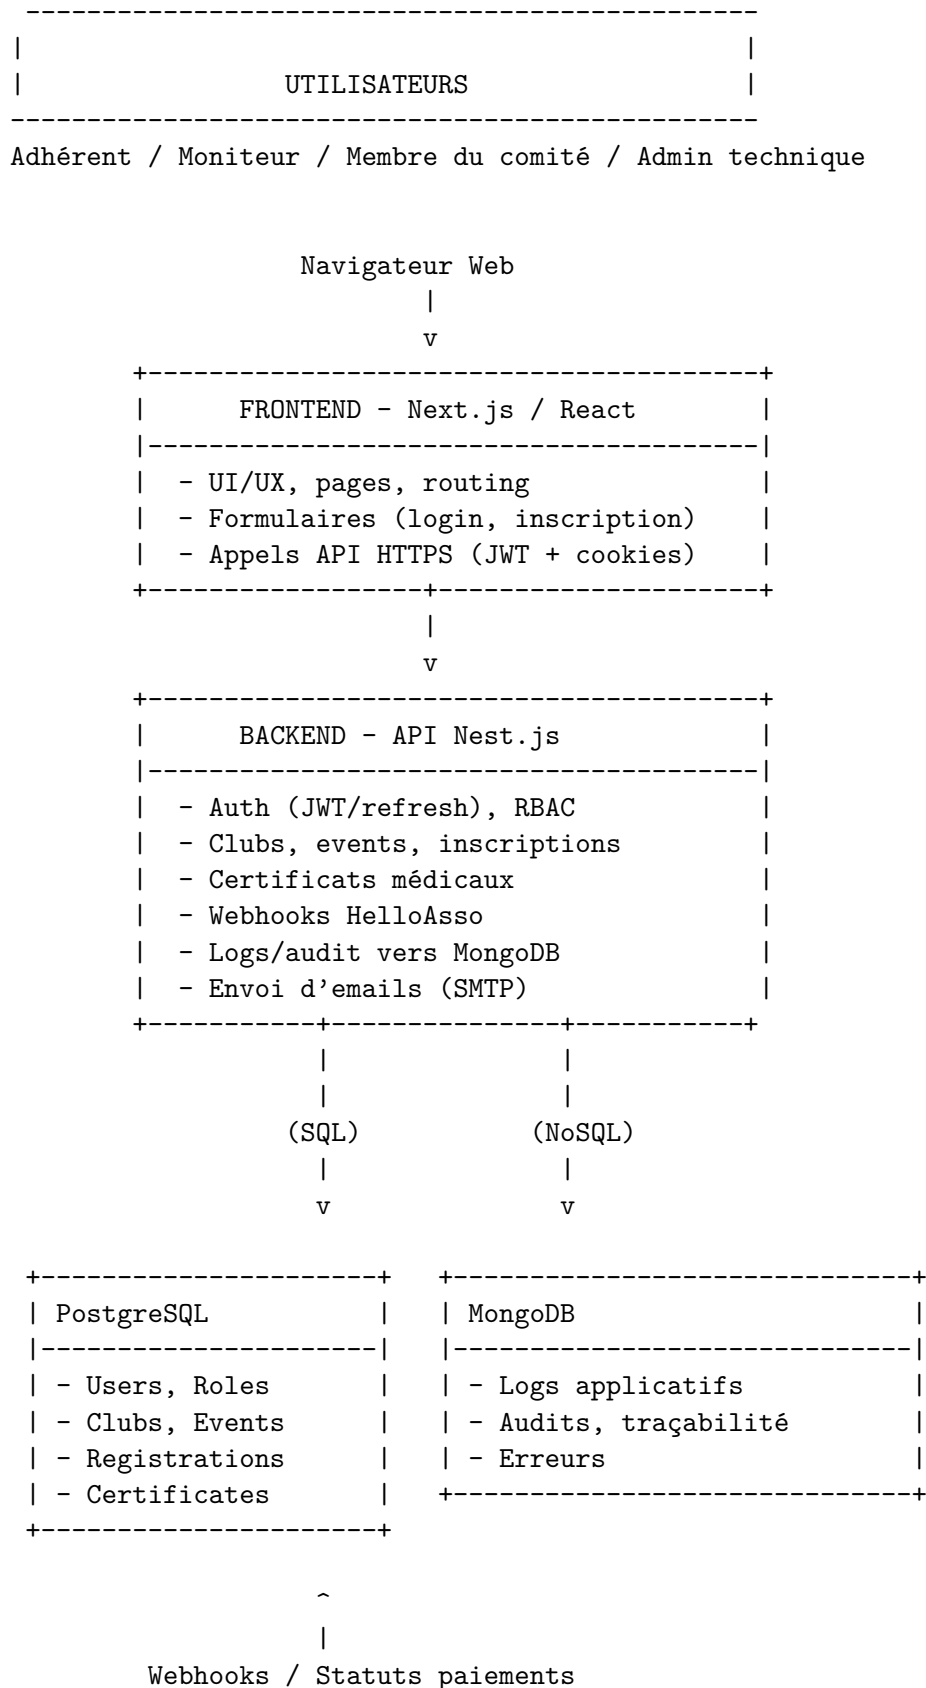 ------------------------------------------------
|                                                |
|                 UTILISATEURS                  |
-------------------------------------------------
Adhérent / Moniteur / Membre du comité / Admin technique
Navigateur Web
|
v
+----------------------------------------+
|      FRONTEND - Next.js / React        |
|----------------------------------------|
|  - UI/UX, pages, routing               |
|  - Formulaires (login, inscription)    |
|  - Appels API HTTPS (JWT + cookies)    |
+------------------+---------------------+
|
v
+----------------------------------------+
|      BACKEND - API Nest.js             |
|----------------------------------------|
|  - Auth (JWT/refresh), RBAC            |
|  - Clubs, events, inscriptions         |
|  - Certificats médicaux                |
|  - Webhooks HelloAsso                  |
|  - Logs/audit vers MongoDB             |
|  - Envoi d'emails (SMTP)               |
+-----------+---------------+-----------+
|               |
|               |
(SQL)           (NoSQL)
|               |
v               v
+----------------------+   +------------------------------+
| PostgreSQL           |   | MongoDB                      |
|----------------------|   |------------------------------|
| - Users, Roles       |   | - Logs applicatifs           |
| - Clubs, Events      |   | - Audits, traçabilité        |
| - Registrations      |   | - Erreurs                    |
| - Certificates       |   +------------------------------+
+----------------------+
^
|
Webhooks / Statuts paiements